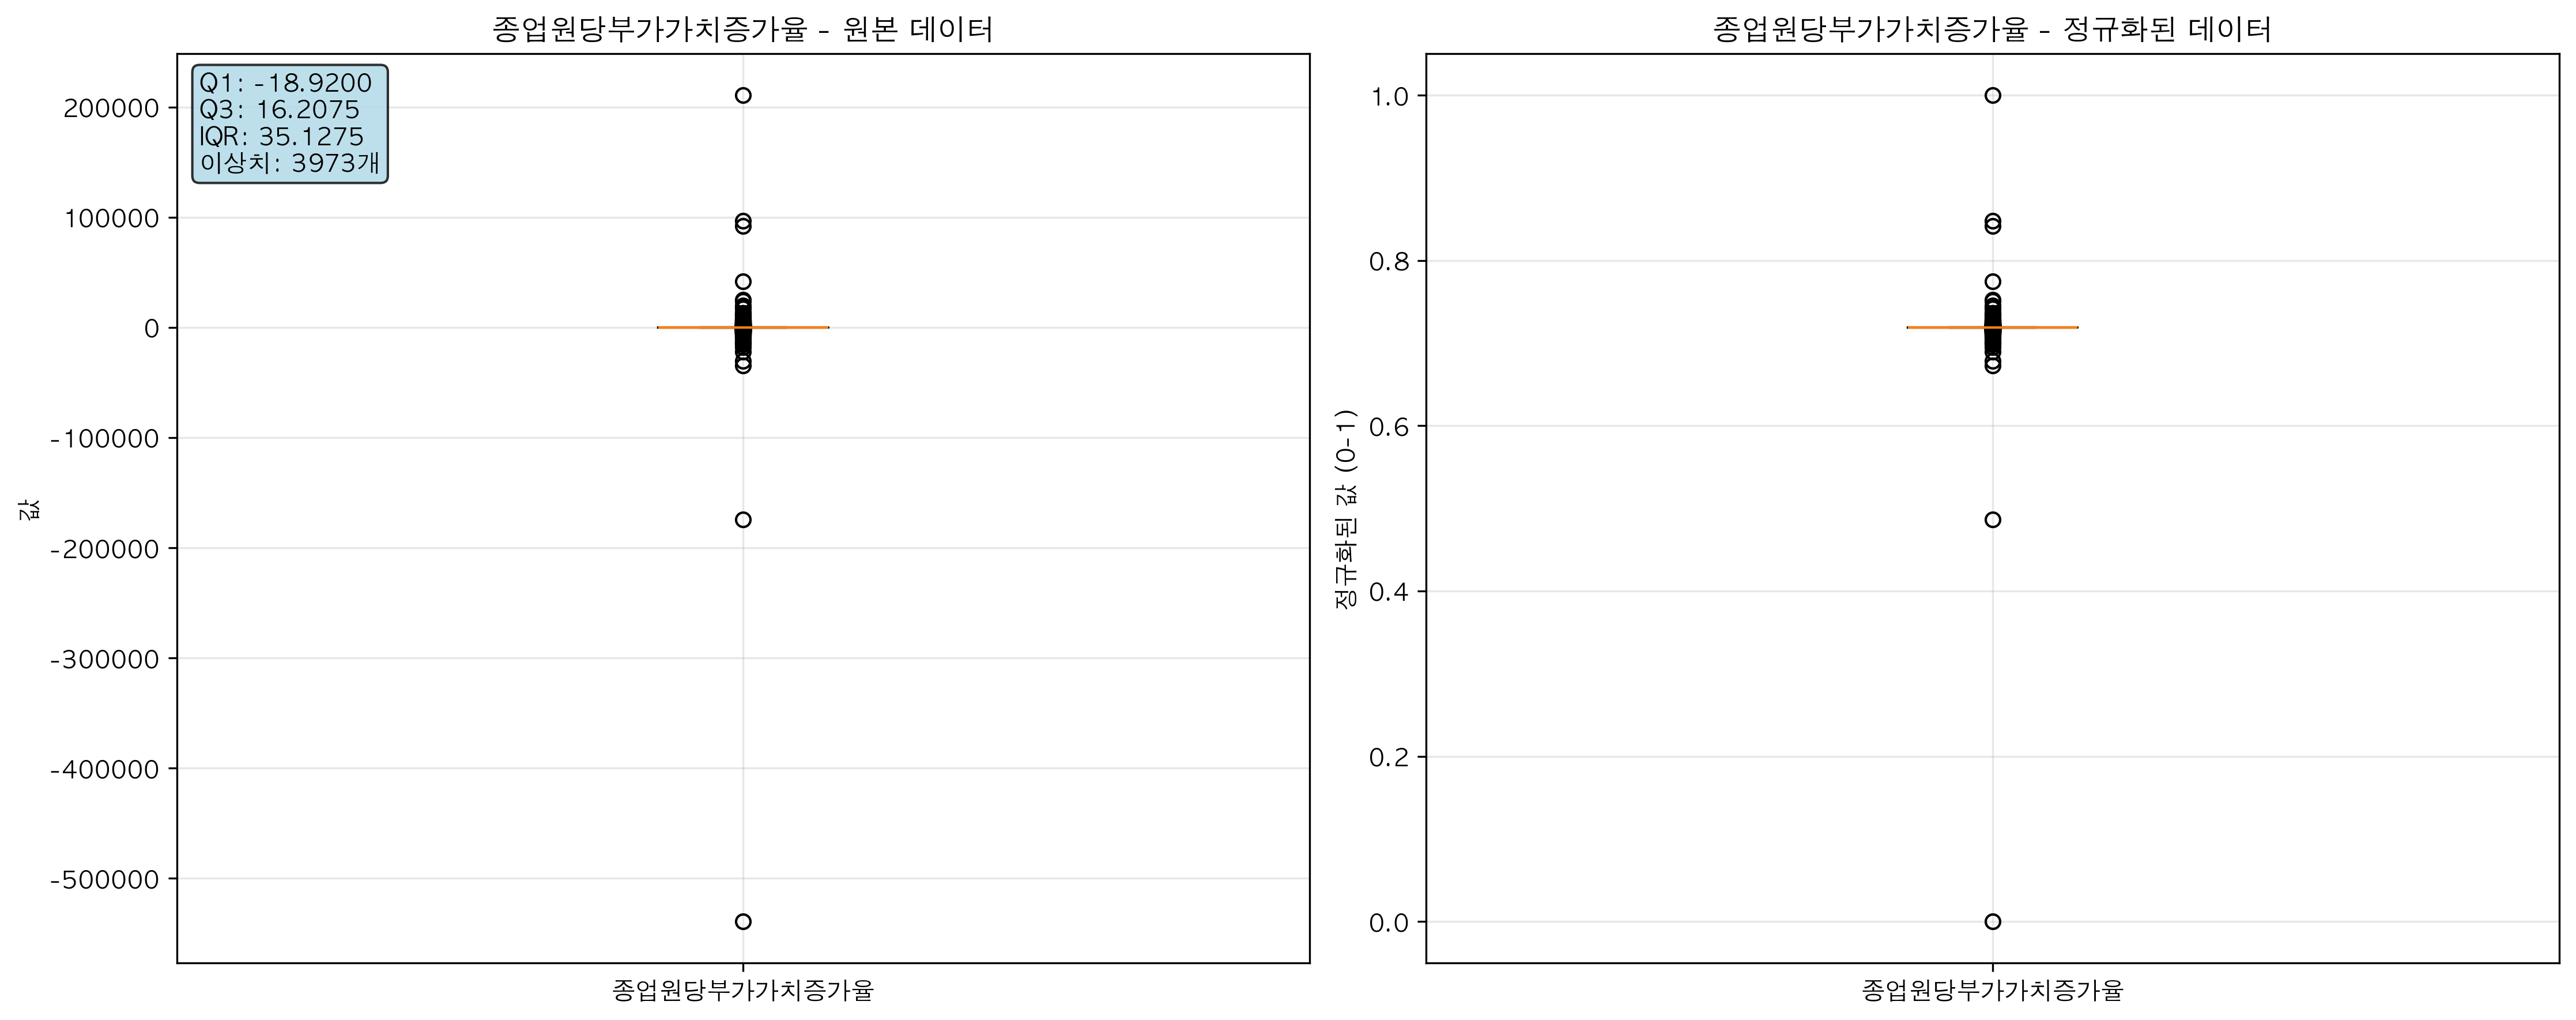 종업원당부가가치증가율 - 원본 데이터
Q1: -18.9200
Q3: 16.2075
IQR: 35.1275
이상치: 3973개
200000
100000
0
-100000
-200000
-300000
-400000
-500000
값
종업원당부가가치증가율
종업원당부가가치증가율 - 정규화된 데이터
1.0
0.8
0.6
0.4
0.2
0.0
정규화된 값 (0-1)
종업원당부가가치증가율